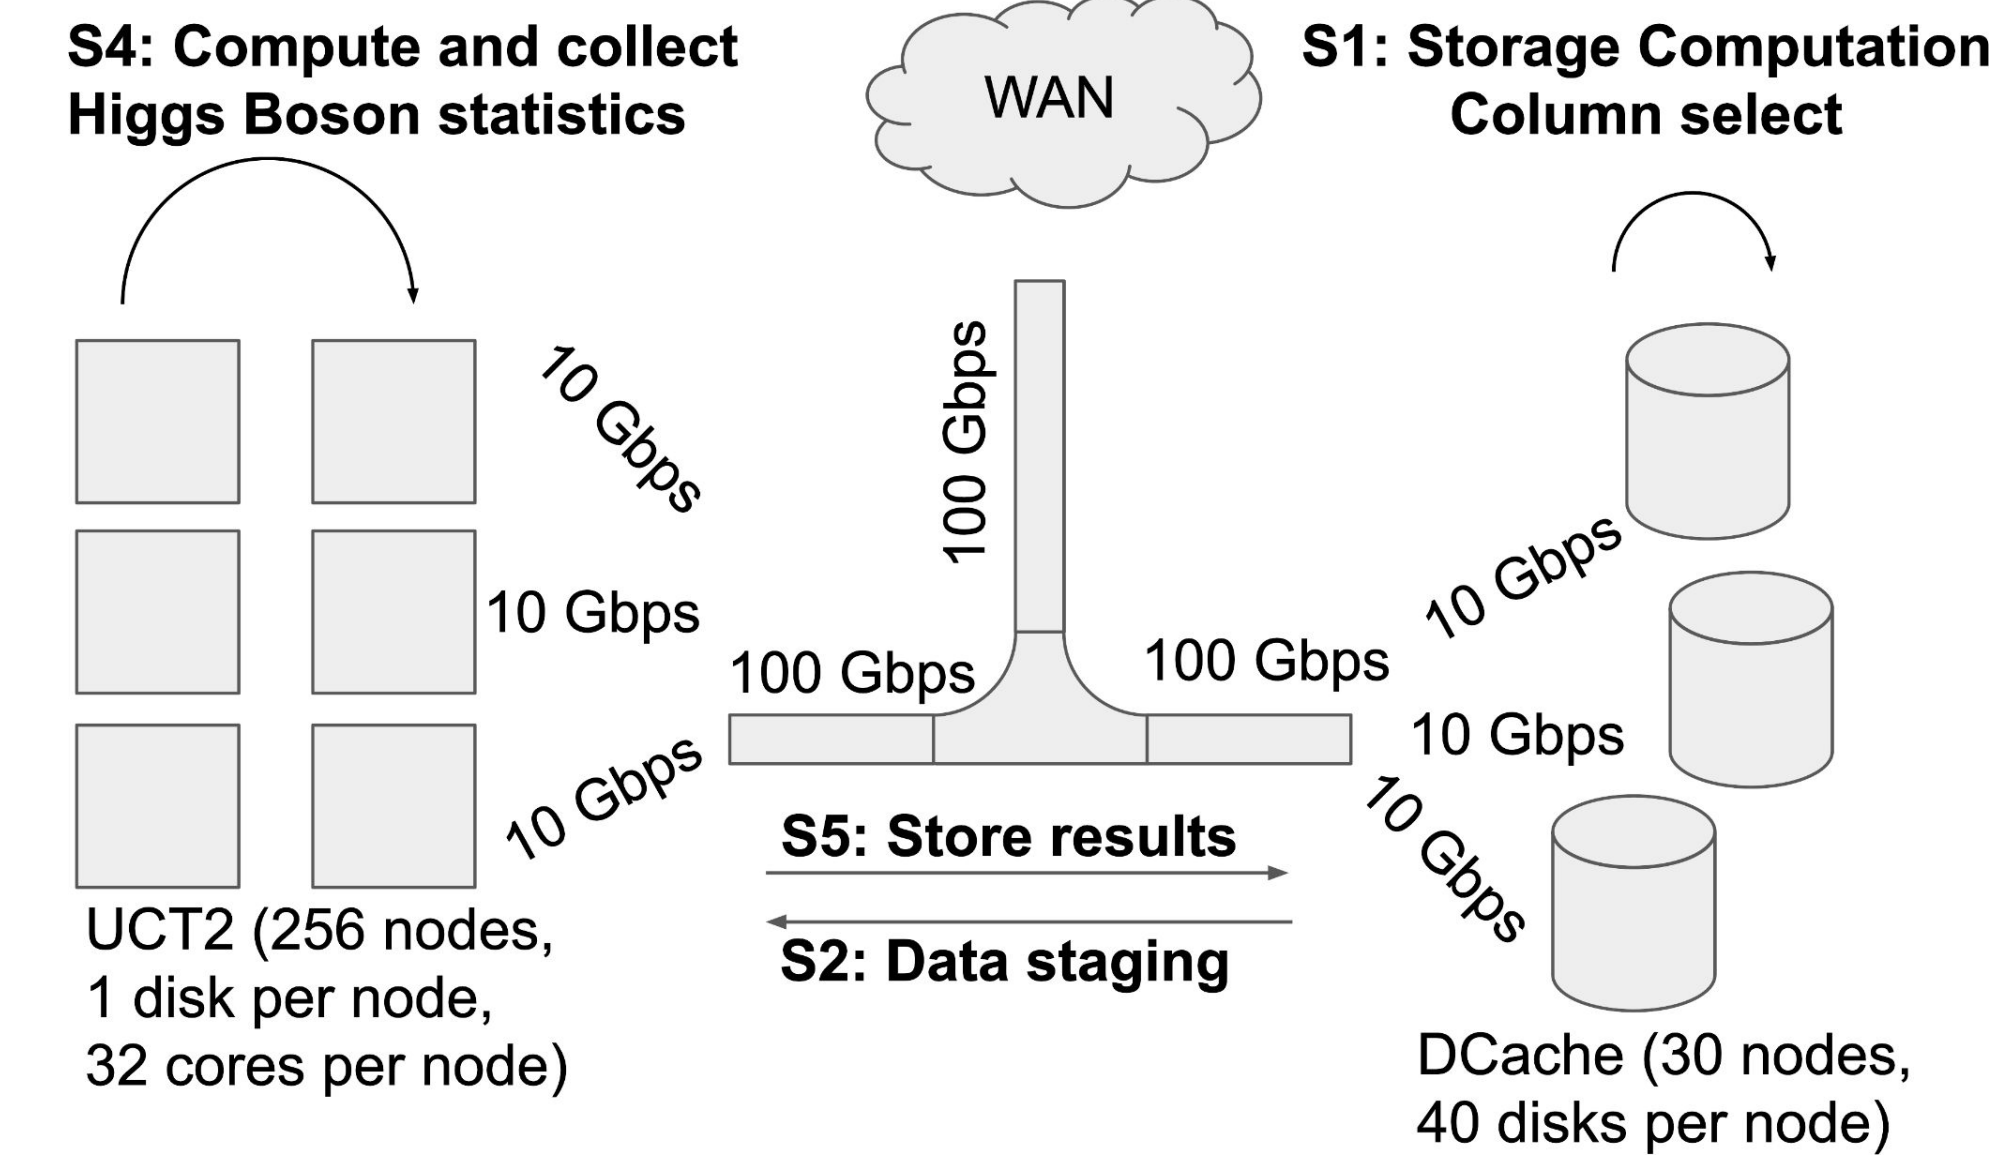 S4: Compute and collect
Higgs Boson statistics
WAN
S1: Storage Computation
Column select
10 Gbps
10 Gbps
10 Gbps
100 Gbps
100 Gbps
100 Gbps
10 Gbps
10 Gbps
10 Gbps
S5: Store results
S2: Data staging
UCT2 (256 nodes,
1 disk per node,
32 cores per node)
DCache (30 nodes,
40 disks per node)